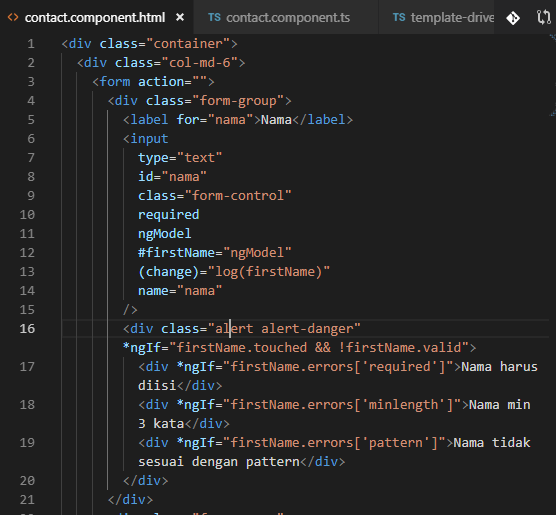 <> contact.component.html × TS contact.component.ts TS template-drive
1 <div class="container">
2 <div class="col-md-6">
3 <form action="">
4 <div class="form-group">
5 <label for="nama">Nama</label>
6 <input
7 type="text"
8 id="nama"
9 class="form-control"
10 required
11 ngModel
12 #firstName="ngModel"
13 (change)="log(firstName)"
14 name="nama"
15 />
16 <div class="alert alert-danger"
*ngIf="firstName.touched && !firstName.valid">
17 <div *ngIf="firstName.errors['required']">Nama harus
diisi</div>
18 <div *ngIf="firstName.errors['minlength']">Nama min
3 kata</div>
19 <div *ngIf="firstName.errors['pattern']">Nama tidak
sesuai dengan pattern</div>
20 </div>
21 </div>